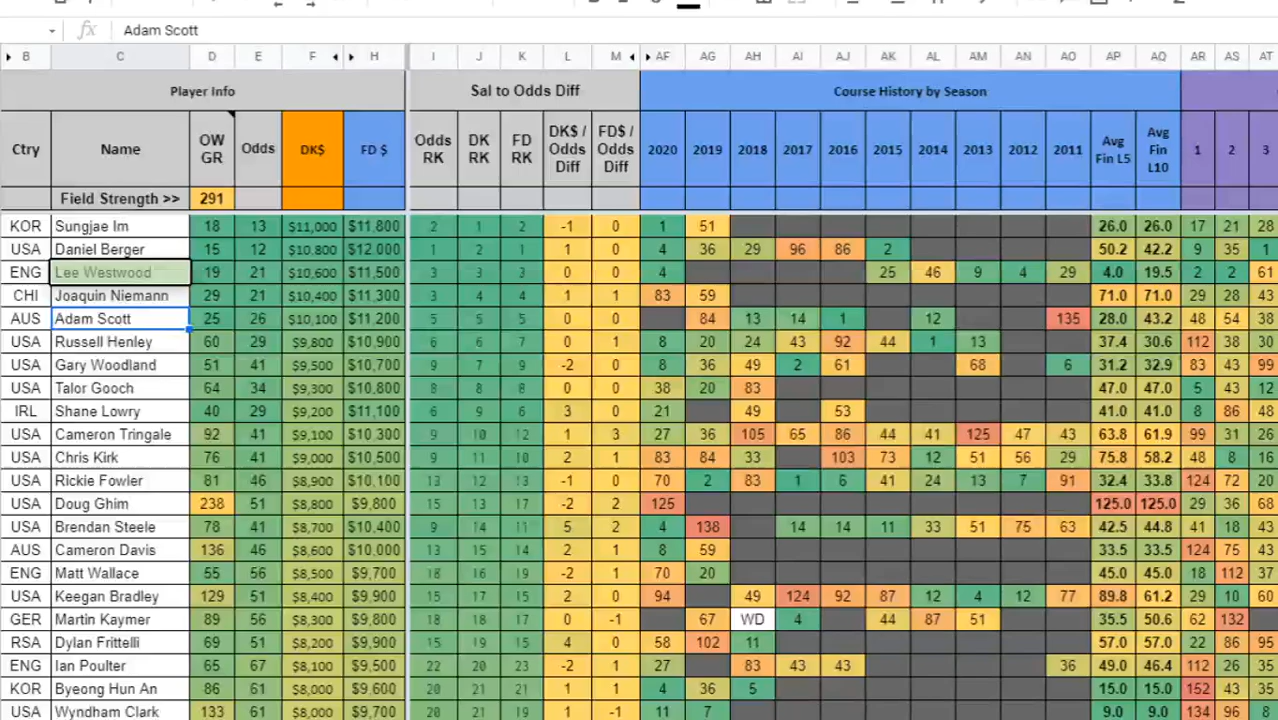 fx Adam Scott
B C D E F H I J K L M AF AG AH AI AJ AK AL AM AN AO AP AQ AR AS AT
Player Info Sal to Odds Diff Course History by Season
Ctry Name OW GR Odds DK$ FD $ Odds RK DK RK FD RK DK$ / Odds Diff FD$ / Odds Diff 2020 2019 2018 2017 2016 2015 2014 2013 2012 2011 Avg Fin L5 Avg Fin L10 1 2 3
Field Strength >> 291
KOR Sungjae Im 18 13 $11,000 $11,800 2 1 2 -1 0 1 51 26.0 26.0 17 21 28
USA Daniel Berger 15 12 $10,800 $12,000 1 2 1 1 0 4 36 29 96 86 2 50.2 42.2 9 35 1
ENG Lee Westwood 19 21 $10,600 $11,500 3 3 3 0 0 4 25 46 9 4 29 4.0 19.5 2 2 61
CHI Joaquin Niemann 29 21 $10,400 $11,300 3 4 4 1 1 83 59 71.0 71.0 29 28 43
AUS Adam Scott 25 26 $10,100 $11,200 5 5 5 0 0 84 13 14 1 12 135 28.0 43.2 48 54 38
USA Russell Henley 60 29 $9,800 $10,900 6 6 7 0 1 8 20 24 43 92 44 1 13 37.4 30.6 112 38 30
USA Gary Woodland 51 41 $9,500 $10,700 9 7 9 -2 0 8 36 49 2 61 68 6 31.2 32.9 83 43 99
USA Talor Gooch 64 34 $9,300 $10,800 8 8 8 0 0 38 20 83 47.0 47.0 5 43 12
IRL Shane Lowry 40 29 $9,200 $11,100 6 9 6 3 0 21 49 53 41.0 41.0 8 86 48
USA Cameron Tringale 92 41 $9,100 $10,300 9 10 12 1 3 27 36 105 65 86 44 41 125 47 43 63.8 61.9 99 31 26
USA Chris Kirk 76 41 $9,000 $10,500 9 11 10 2 1 83 84 33 103 73 12 51 56 29 75.8 58.2 48 8 16
USA Rickie Fowler 81 46 $8,900 $10,100 13 12 13 -1 0 70 2 83 1 6 41 24 13 7 91 32.4 33.8 124 72 20
USA Doug Ghim 238 51 $8,800 $9,800 15 13 17 -2 2 125 125.0 125.0 29 36 68
USA Brendan Steele 78 41 $8,700 $10,400 9 14 11 5 2 4 138 14 14 11 33 51 75 63 42.5 44.8 41 18 43
AUS Cameron Davis 136 46 $8,600 $10,000 13 15 14 2 1 8 59 33.5 33.5 124 75 43
ENG Matt Wallace 55 56 $8,500 $9,700 18 16 19 -2 1 70 20 45.0 45.0 18 112 37
USA Keegan Bradley 129 51 $8,400 $9,900 15 17 15 2 0 94 49 124 92 87 12 4 12 77 89.8 61.2 29 10 60
GER Martin Kaymer 89 56 $8,300 $9,800 18 18 17 0 -1 67 WD 4 44 87 51 35.5 50.6 62 132
RSA Dylan Frittelli 69 51 $8,200 $9,900 15 19 15 4 0 58 102 11 57.0 57.0 22 86 95
ENG Ian Poulter 65 67 $8,100 $9,500 22 20 23 -2 1 27 83 43 43 36 49.0 46.4 112 26 35
KOR Byeong Hun An 86 61 $8,000 $9,600 20 21 21 1 1 4 36 5 15.0 15.0 152 43 35
USA Wyndham Clark 133 61 $8,000 $9,700 20 21 19 1 -1 11 7 9.0 9.0 134 96 8